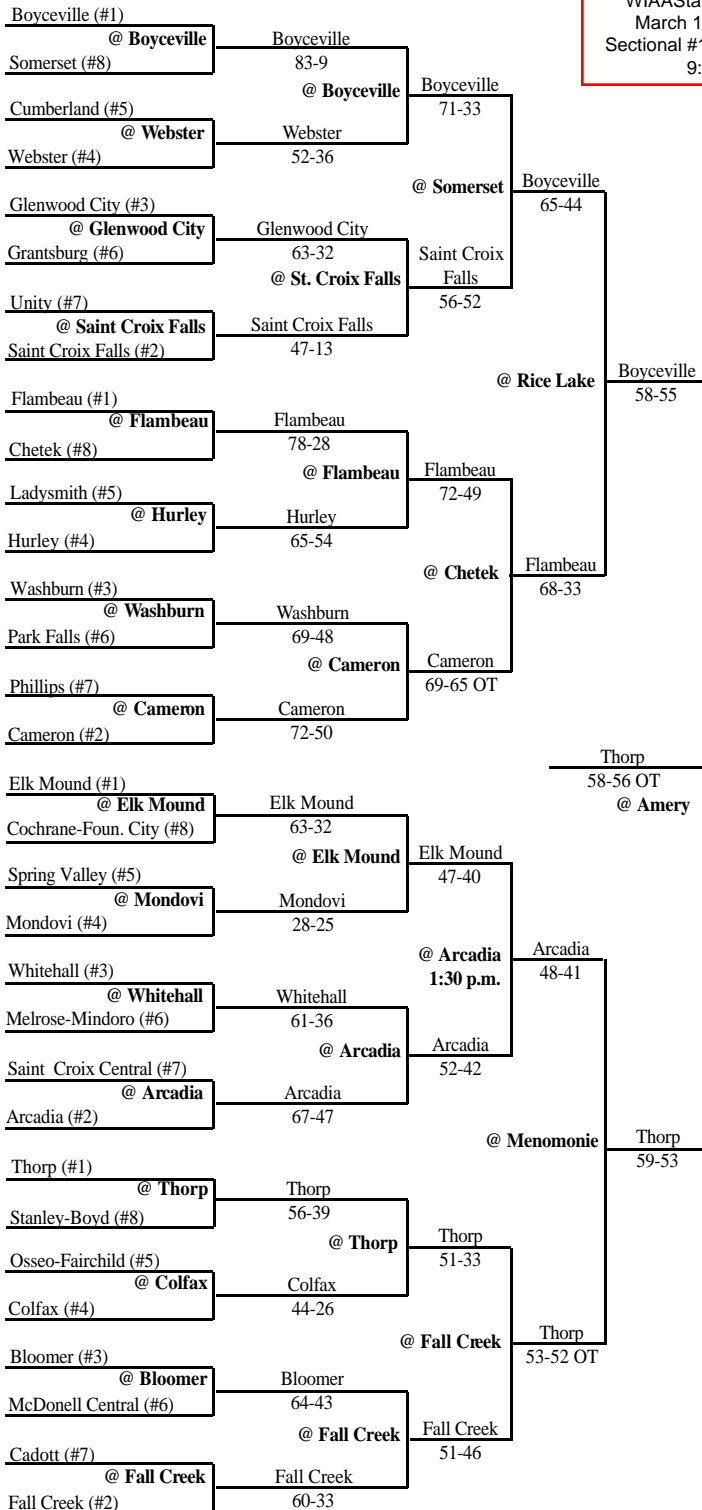 WIAASta
March 1
Sectional #1
9:
Boyceville (#1)
@ Boyceville
Somerset (#8)
Boyceville
83-9
@ Boyceville
Boyceville
71-33
Cumberland (#5)
@ Webster
Webster (#4)
Webster
52-36
@ Somerset
Boyceville
65-44
Glenwood City (#3)
@ Glenwood City
Grantsburg (#6)
Glenwood City
63-32
@ St. Croix Falls
Saint Croix
Falls
56-52
Unity (#7)
@ Saint Croix Falls
Saint Croix Falls (#2)
Saint Croix Falls
47-13
@ Rice Lake
Boyceville
58-55
Flambeau (#1)
@ Flambeau
Chetek (#8)
Flambeau
78-28
@ Flambeau
Flambeau
72-49
Ladysmith (#5)
@ Hurley
Hurley (#4)
Hurley
65-54
@ Chetek
Flambeau
68-33
Washburn (#3)
@ Washburn
Park Falls (#6)
Washburn
69-48
@ Cameron
Cameron
69-65 OT
Phillips (#7)
@ Cameron
Cameron (#2)
Cameron
72-50
Thorp
58-56 OT
@ Amery
Elk Mound (#1)
@ Elk Mound
Cochrane-Foun. City (#8)
Elk Mound
63-32
@ Elk Mound
Elk Mound
47-40
Spring Valley (#5)
@ Mondovi
Mondovi (#4)
Mondovi
28-25
@ Arcadia
1:30 p.m.
Arcadia
48-41
Whitehall (#3)
@ Whitehall
Melrose-Mindoro (#6)
Whitehall
61-36
@ Arcadia
Arcadia
52-42
Saint Croix Central (#7)
@ Arcadia
Arcadia (#2)
Arcadia
67-47
@ Menomonie
Thorp
59-53
Thorp (#1)
@ Thorp
Stanley-Boyd (#8)
Thorp
56-39
@ Thorp
Thorp
51-33
Osseo-Fairchild (#5)
@ Colfax
Colfax (#4)
Colfax
44-26
@ Fall Creek
Thorp
53-52 OT
Bloomer (#3)
@ Bloomer
McDonell Central (#6)
Bloomer
64-43
@ Fall Creek
Fall Creek
51-46
Cadott (#7)
@ Fall Creek
Fall Creek (#2)
Fall Creek
60-33